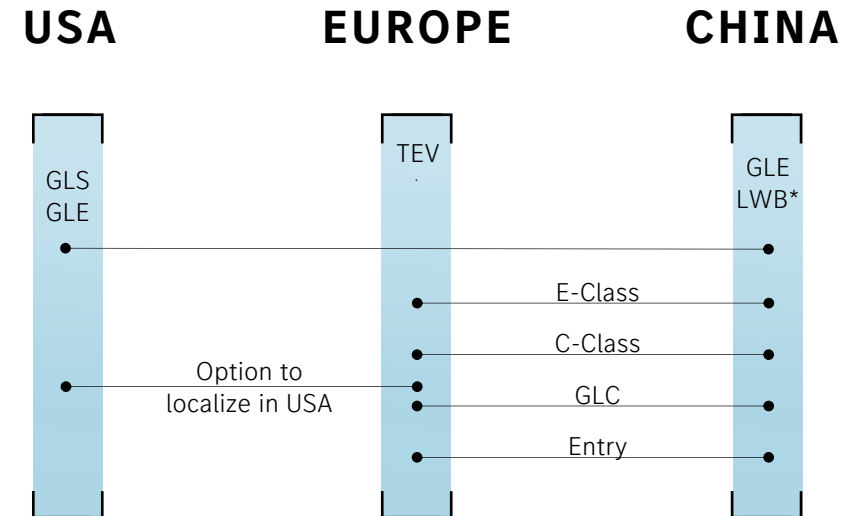 USA
EUROPE
CHINA
GLS
GLE
TEV
GLE
LWB*
E-Class
C-Class
Option to
localize in USA
GLC
Entry